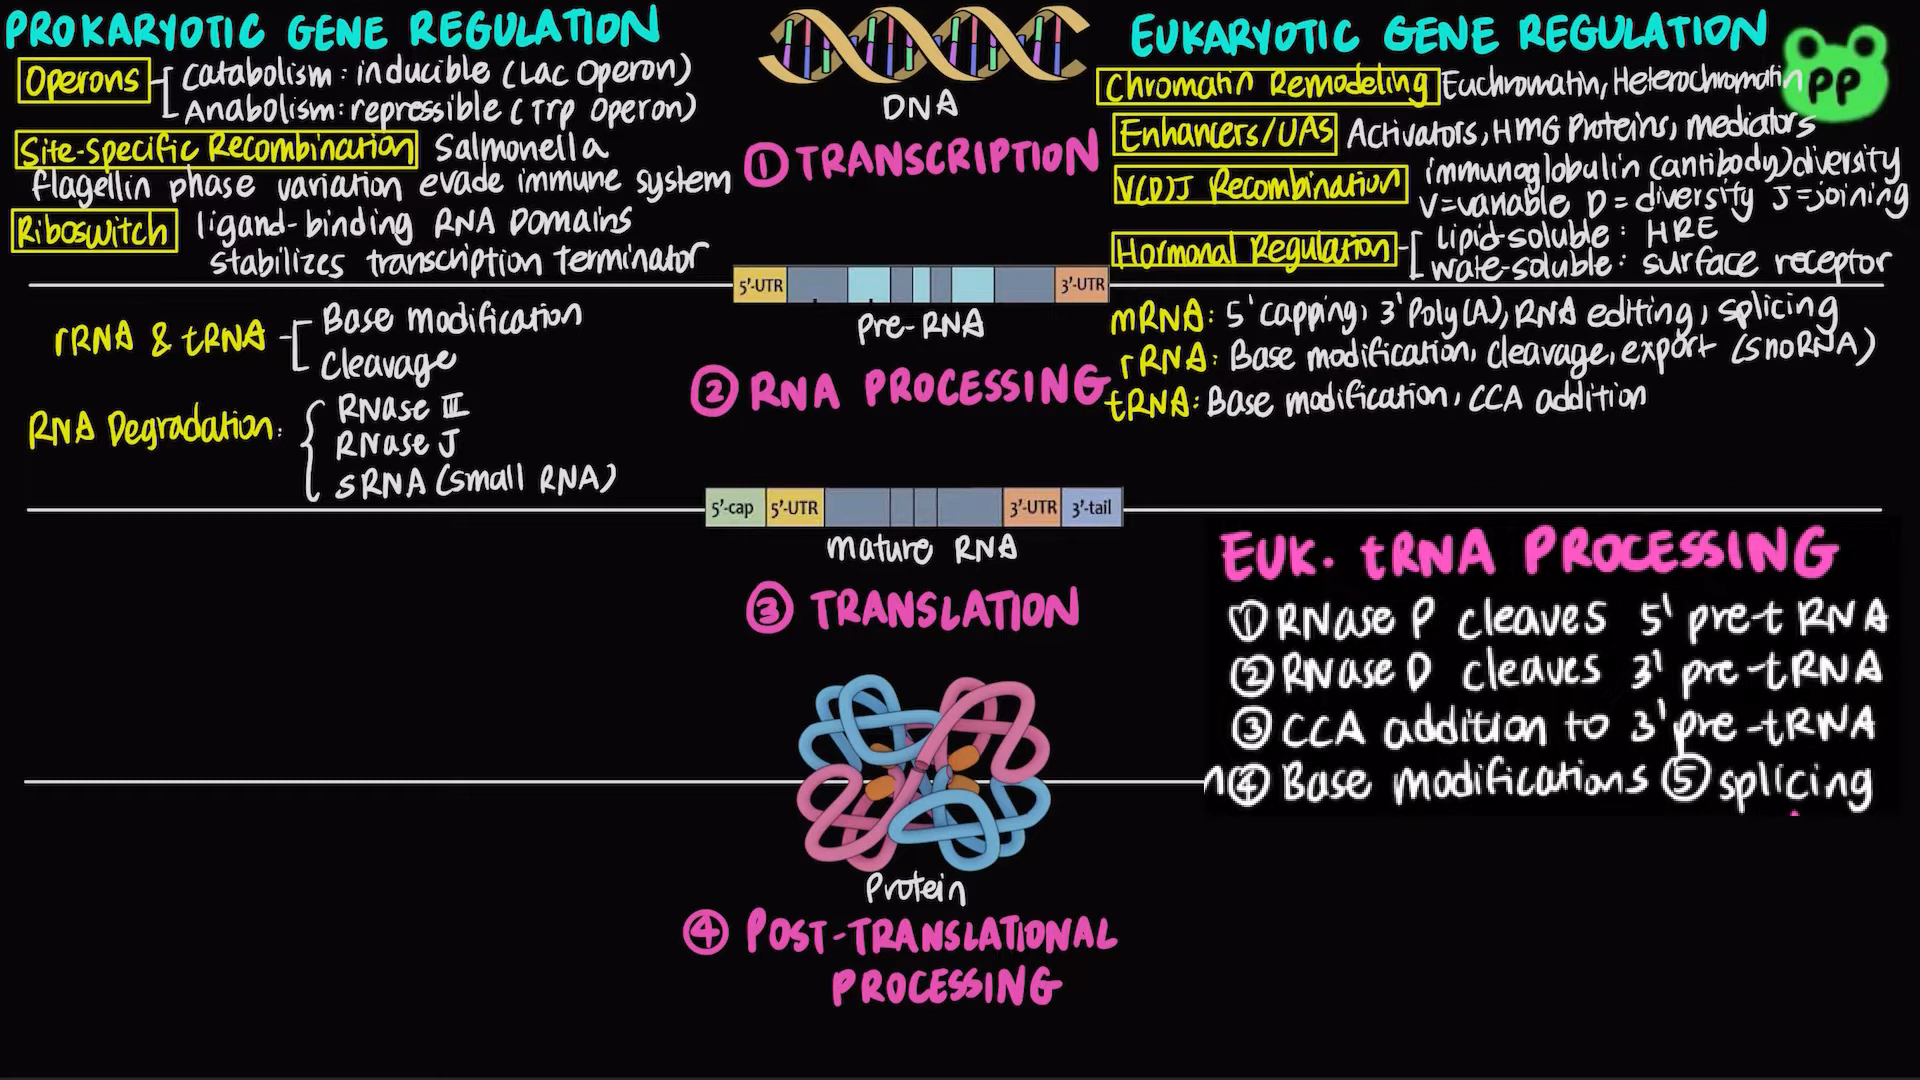 PROKARYOTIC GENE REGULATION
Operons
Catabolism: inducible (Lac Operon)
Anabolism: repressible (Trp Operon)
Site-Specific Recombination Salmonella
flagellin phase variation evade immune system
Riboswitch ligand-binding RNA Domains
stabilizes transcription terminator
rRNA & tRNA
Base modification
Cleavage
RNA Degradation:
RNase III
RNase J
sRNA (small RNA)
DNA
① TRANSCRIPTION
5'-UTR 3'-UTR
Pre-RNA
② RNA PROCESSING
5'-cap 5'-UTR 3'-UTR 3'-tail
mature RNA
③ TRANSLATION
Protein
④ POST-TRANSLATIONAL
PROCESSING
EUKARYOTIC GENE REGULATION
PP
Chromatin Remodeling Euchromatin, Heterochromatin
Enhancers/UAS Activators, HMG Proteins, mediators
V(D)J Recombination
immunoglobulin (antibody) diversity
V=variable D=diversity J=joining
Hormonal Regulation
lipid-soluble: HRE
wate-soluble: surface receptor
mRNA: 5' capping, 3' Poly(A), RNA editing, splicing
rRNA: Base modification, cleavage, export (snoRNA)
tRNA: Base modification, CCA addition
EUK. tRNA PROCESSING
① RNase P cleaves 5' pre-t RNA
② RNase D cleaves 3' pre-tRNA
③ CCA addition to 3' pre-tRNA
④ Base modifications ⑤ splicing